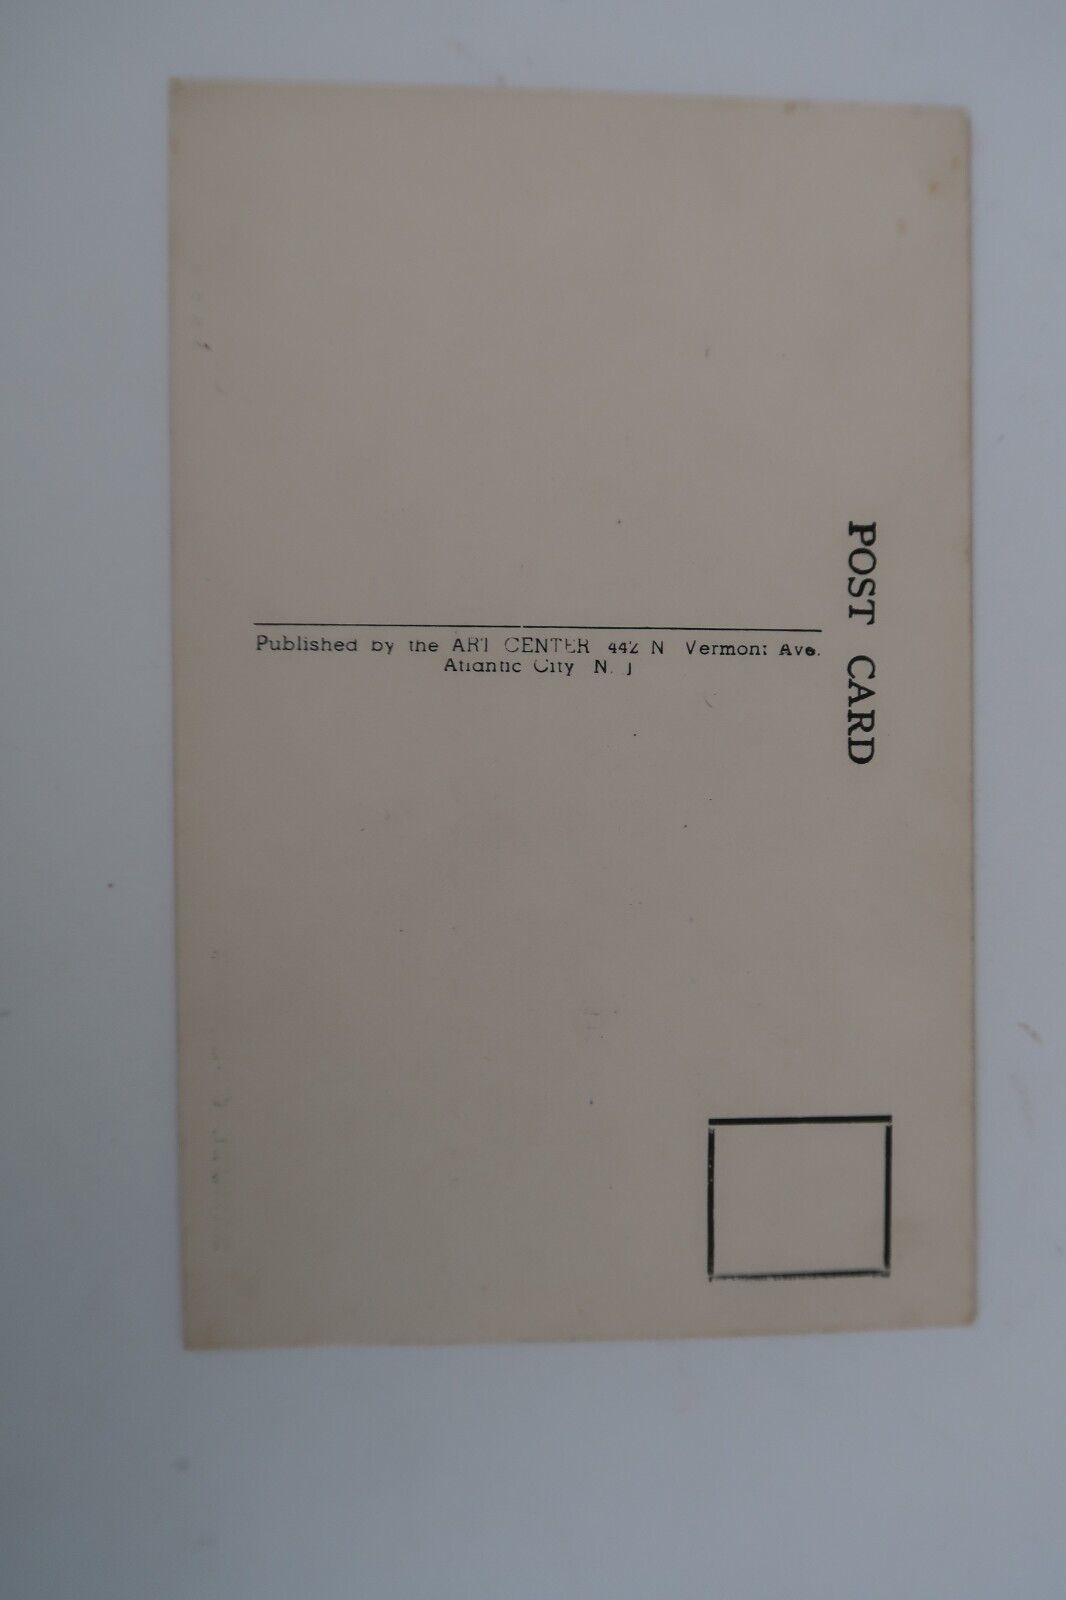 POST CARD
Published by the ART CENTER 442 N Vermont Ave.
Atlantic City N. J